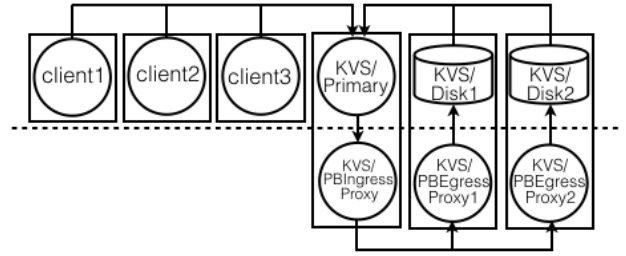 client1
client2
client3
KVS/
Primary
KVS/
Disk1
KVS/
Disk2
KVS/
PBIngress
Proxy
KVS/
PBEgress
Proxy1
KVS/
PBEgress
Proxy2